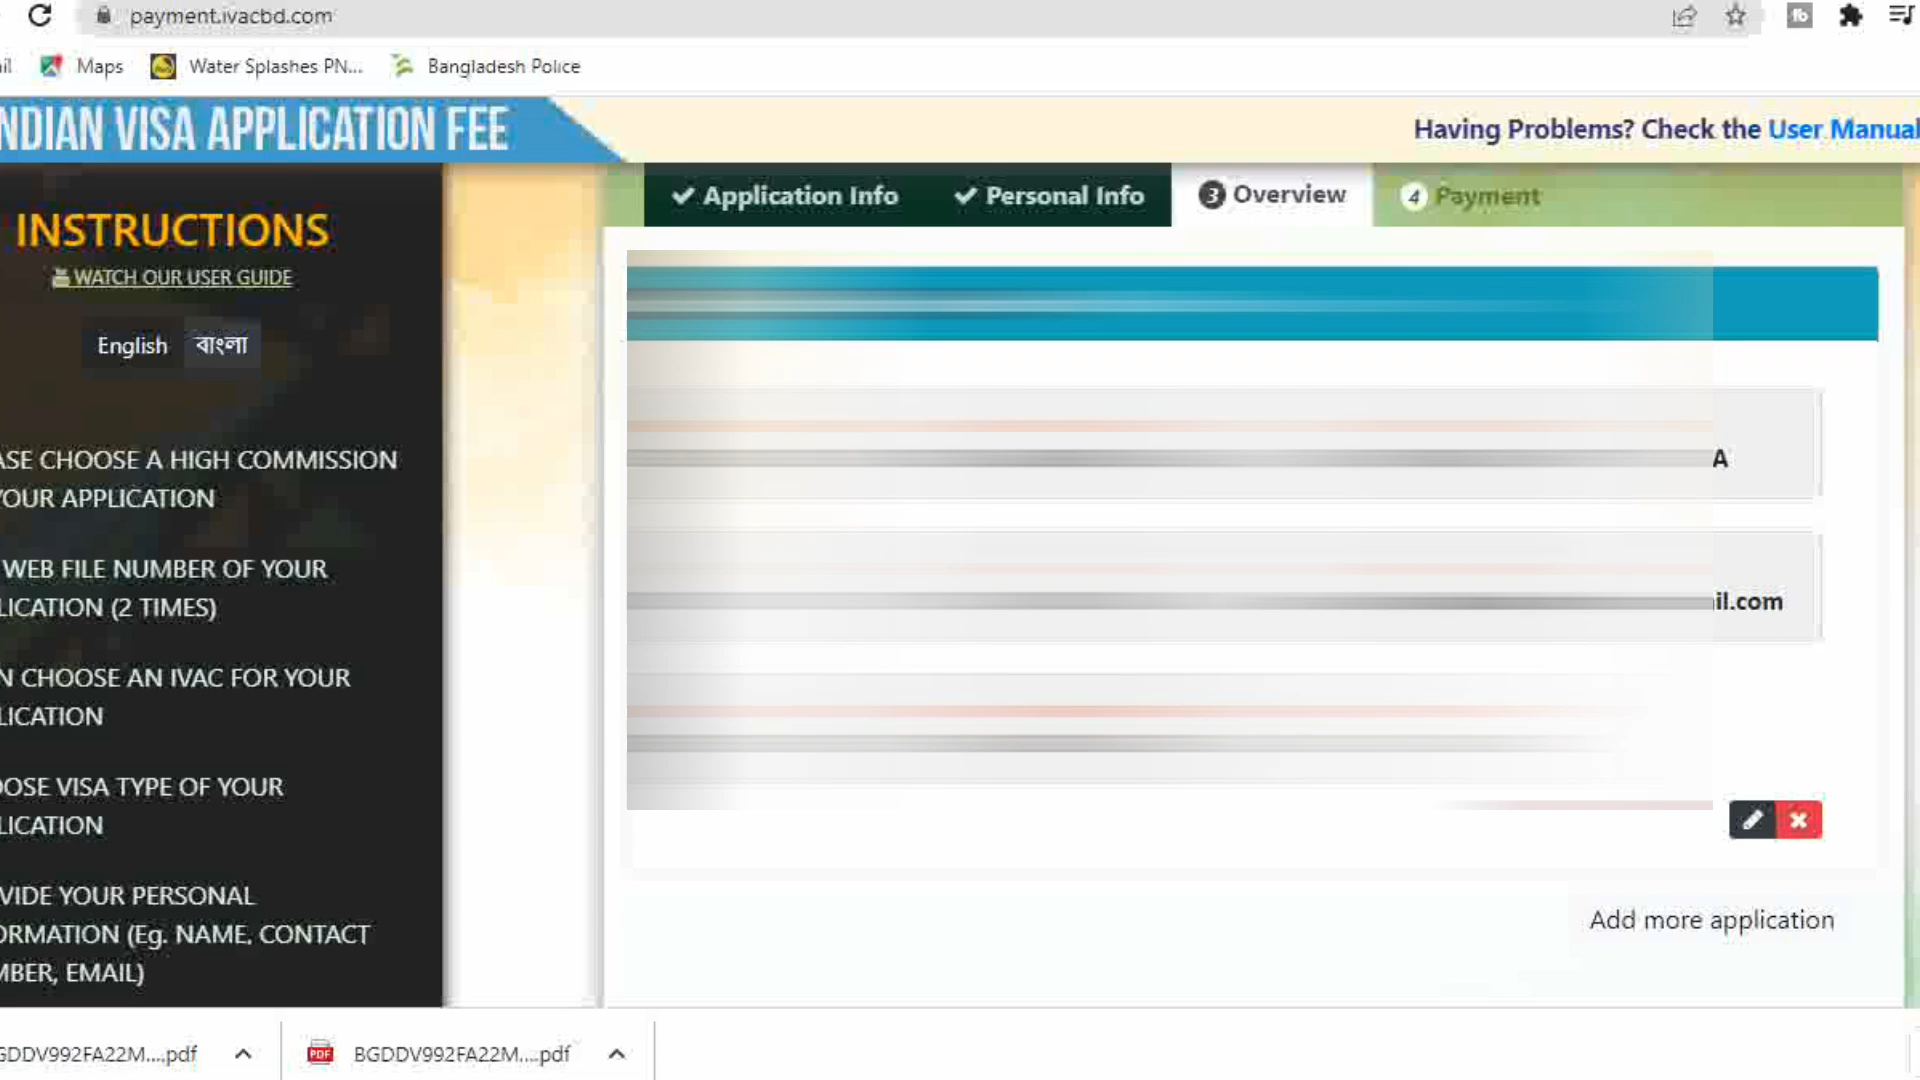 payment.ivacbd.com
il Maps Water Splashes PN... Bangladesh Police
NDIAN VISA APPLICATION FEE
Having Problems? Check the User Manual
Application Info Personal Info 3 Overview 4 Payment
INSTRUCTIONS
WATCH OUR USER GUIDE
English বাংলা
ASE CHOOSE A HIGH COMMISSION
YOUR APPLICATION
WEB FILE NUMBER OF YOUR
LICATION (2 TIMES)
N CHOOSE AN IVAC FOR YOUR
LICATION
OOSE VISA TYPE OF YOUR
LICATION
VIDE YOUR PERSONAL
ORMATION (Eg. NAME, CONTACT
MBER, EMAIL)
A
il.com
Add more application
GDDV992FA22M....pdf
PDF BGDDV992FA22M....pdf